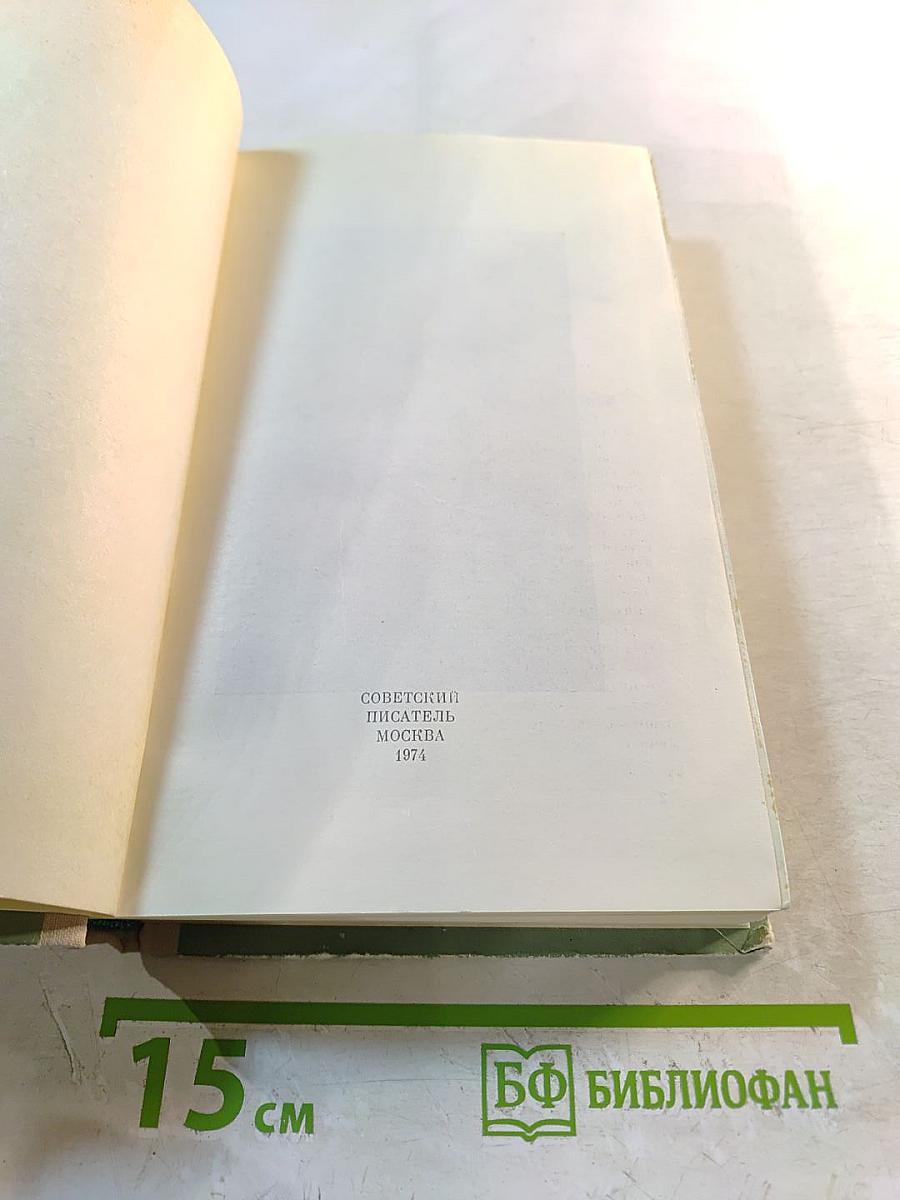 СОВЕТСКИЙ
ПИСАТЕЛЬ
МОСКВА
1974
15 см
БФ БИБЛИОФАН